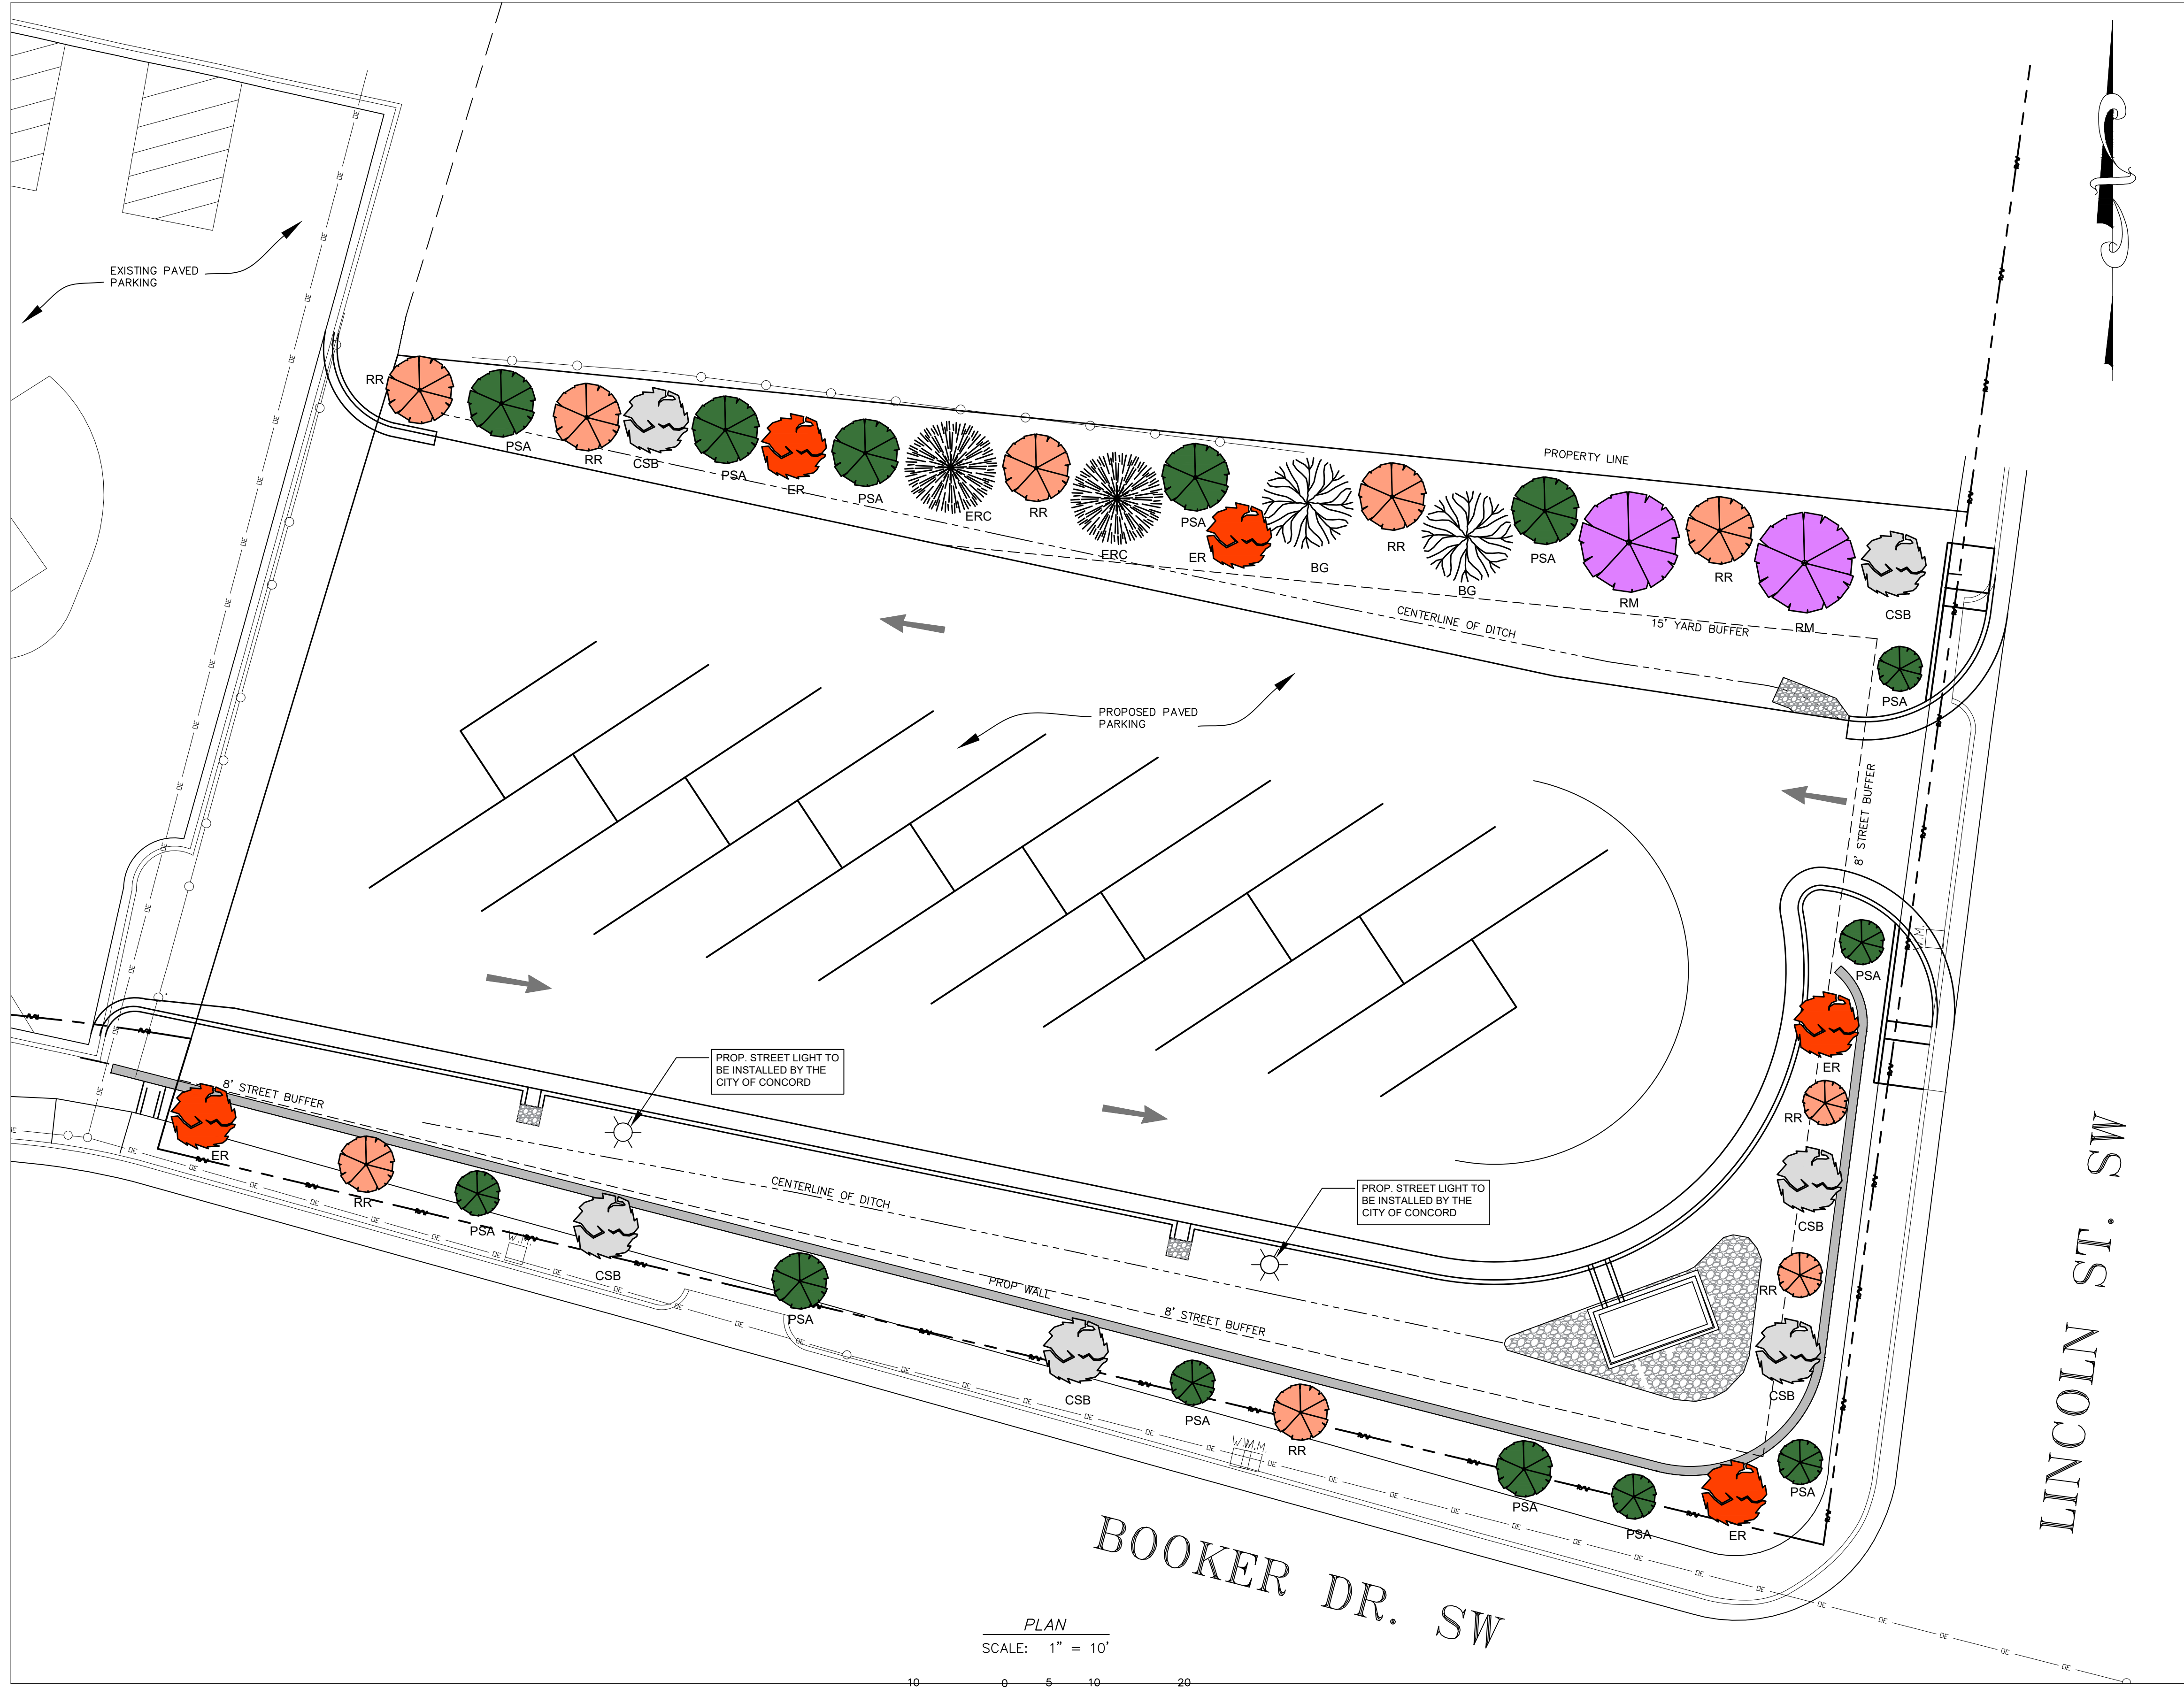 EXISTING PAVED
PARKING
RR
PSA
RR
CSB
PSA
ER
PSA
ERC
RR
ERC
PSA
ER
BG
RR
BG
PSA
RM
RR
RM
CSB
PSA
PROPERTY LINE
CENTERLINE OF DITCH
15' YARD BUFFER
PROPOSED PAVED
PARKING
8' STREET BUFFER
W.M.
PSA
ER
RR
CSB
RR
CSB
PSA
PROP. STREET LIGHT TO
BE INSTALLED BY THE
CITY OF CONCORD
8' STREET BUFFER
ER
RR
PSA
W.M.
CSB
CENTERLINE OF DITCH
PROP. STREET LIGHT TO
BE INSTALLED BY THE
CITY OF CONCORD
PSA
PROP WALL
8' STREET BUFFER
CSB
PSA
RR
W.M.
W.M.
PSA
PSA
ER
BOOKER DR. SW
LINCOLN ST. SW
PLAN
SCALE: 1" = 10'
10 0 5 10 20